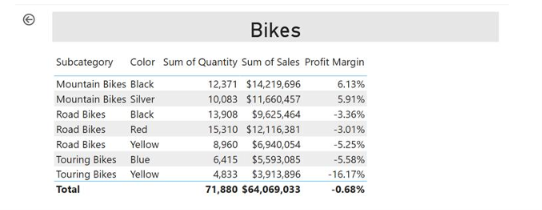 Bikes
Subcategory Color Sum of Quantity Sum of Sales Profit Margin
Mountain Bikes Black 12,371 $14,219,696 6.13%
Mountain Bikes Silver 10,083 $11,660,457 5.91%
Road Bikes Black 13,908 $9,625,464 -3.36%
Road Bikes Red 15,310 $12,116,381 -3.01%
Road Bikes Yellow 8,960 $6,940,054 -5.25%
Touring Bikes Blue 6,415 $5,593,085 -5.58%
Touring Bikes Yellow 4,833 $3,913,896 -16.17%
Total 71,880 $64,069,033 -0.68%